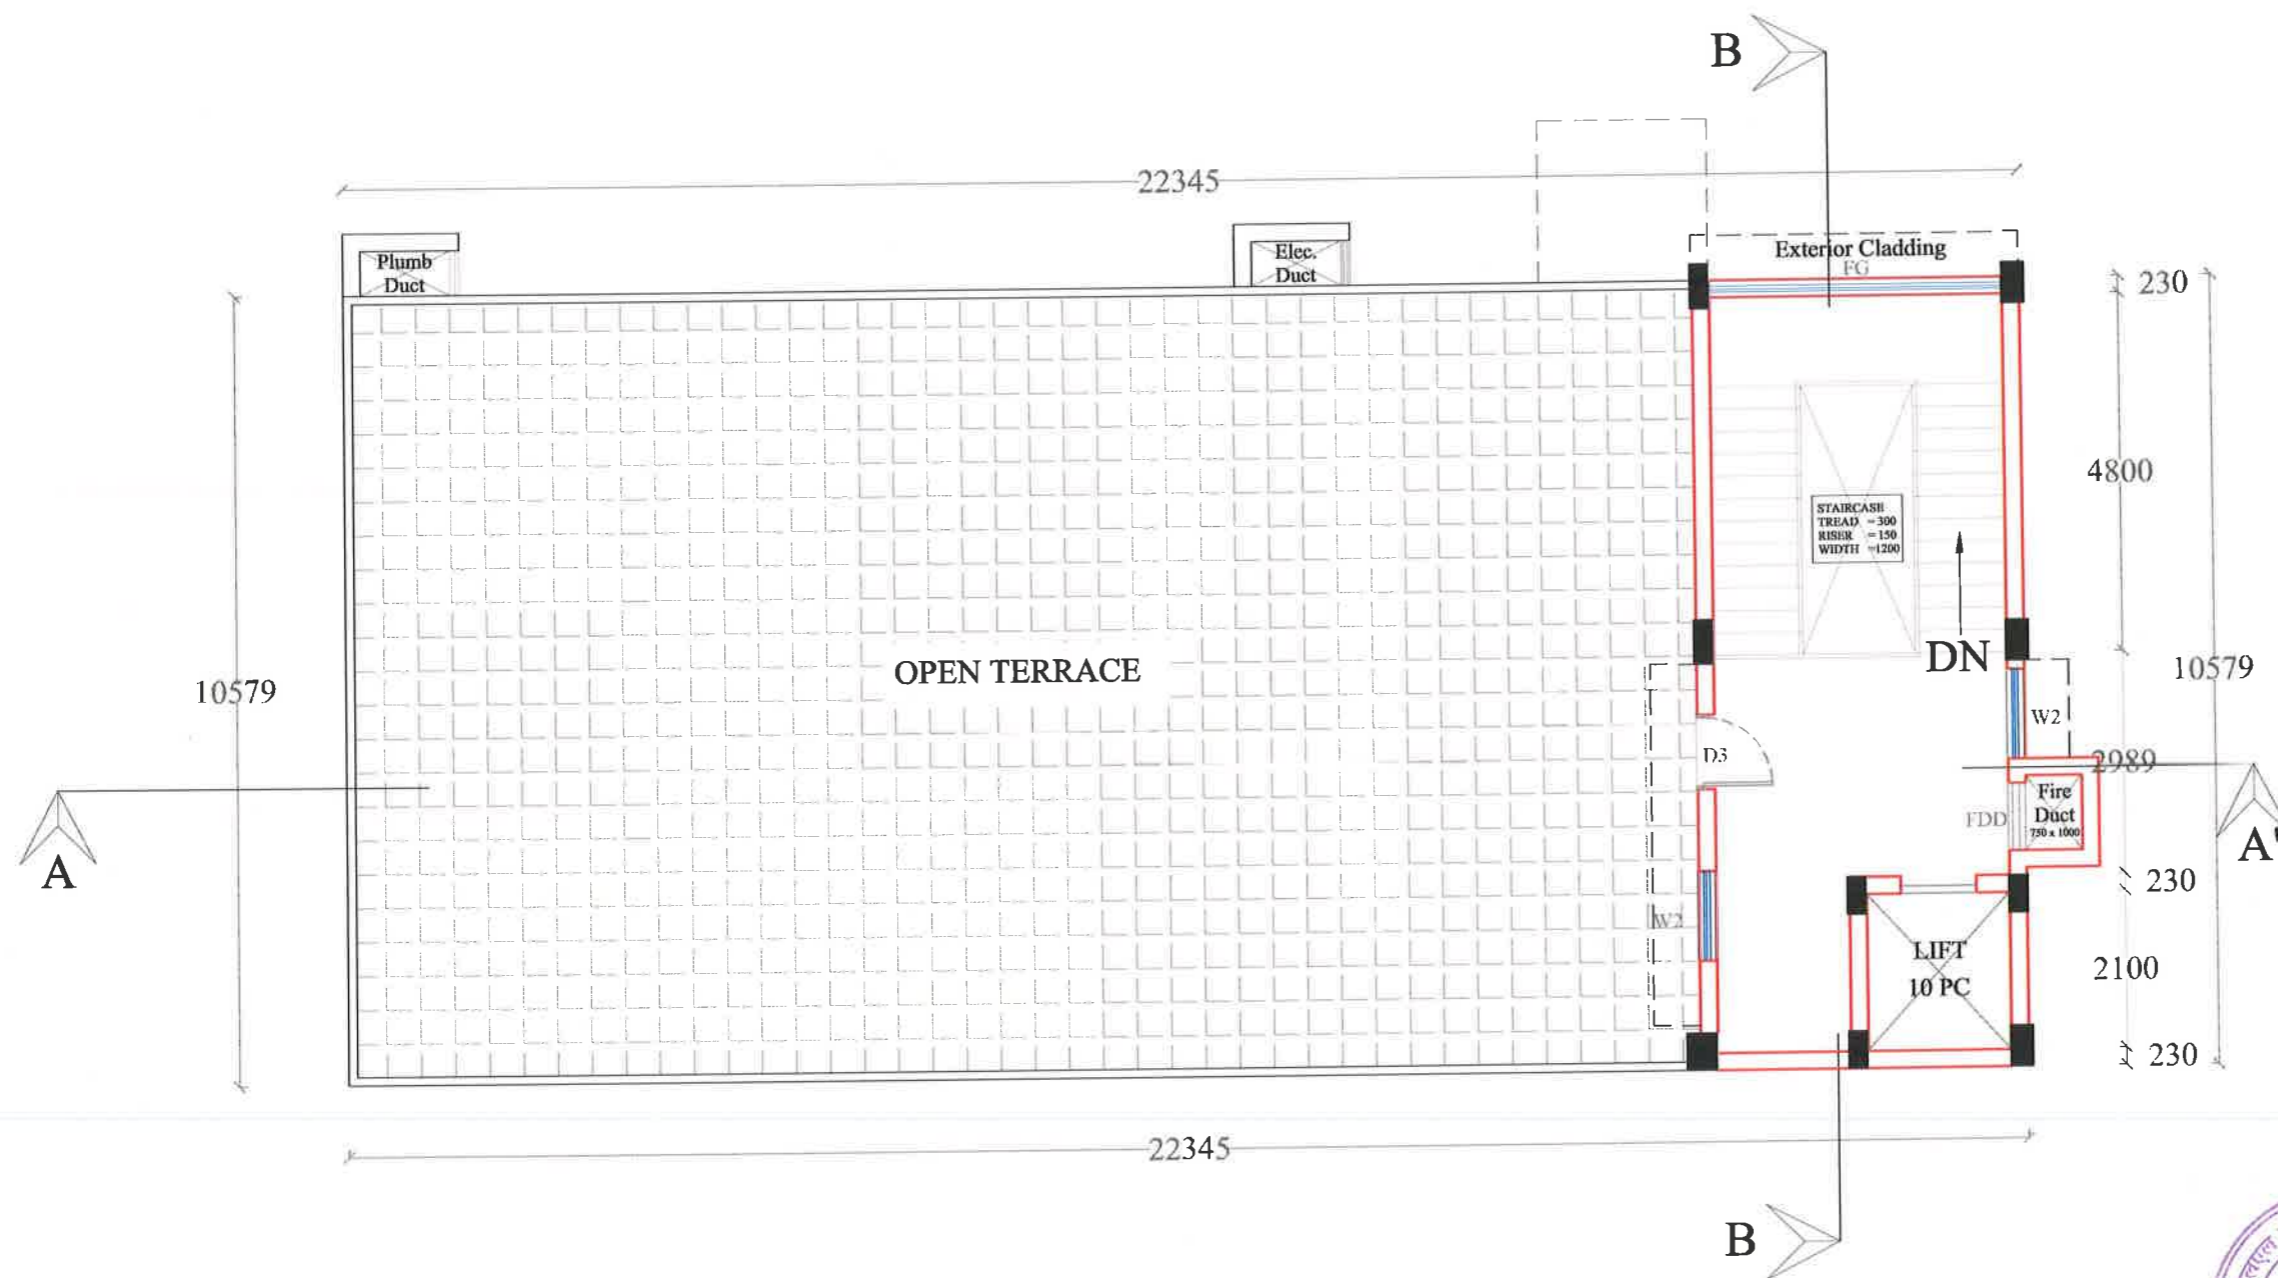 B
22345
Plumb
Duct
Elec.
Duct
Exterior Cladding
FG
230
4800
STAIRCASE
TREAD =300
RISER =150
WIDTH =1200
DN
OPEN TERRACE
10579
10579
W2
D3
2989
Fire
Duct
750 x 1000
FDD
A
A'
230
W2
LIFT
10 PC
2100
230
22345
B